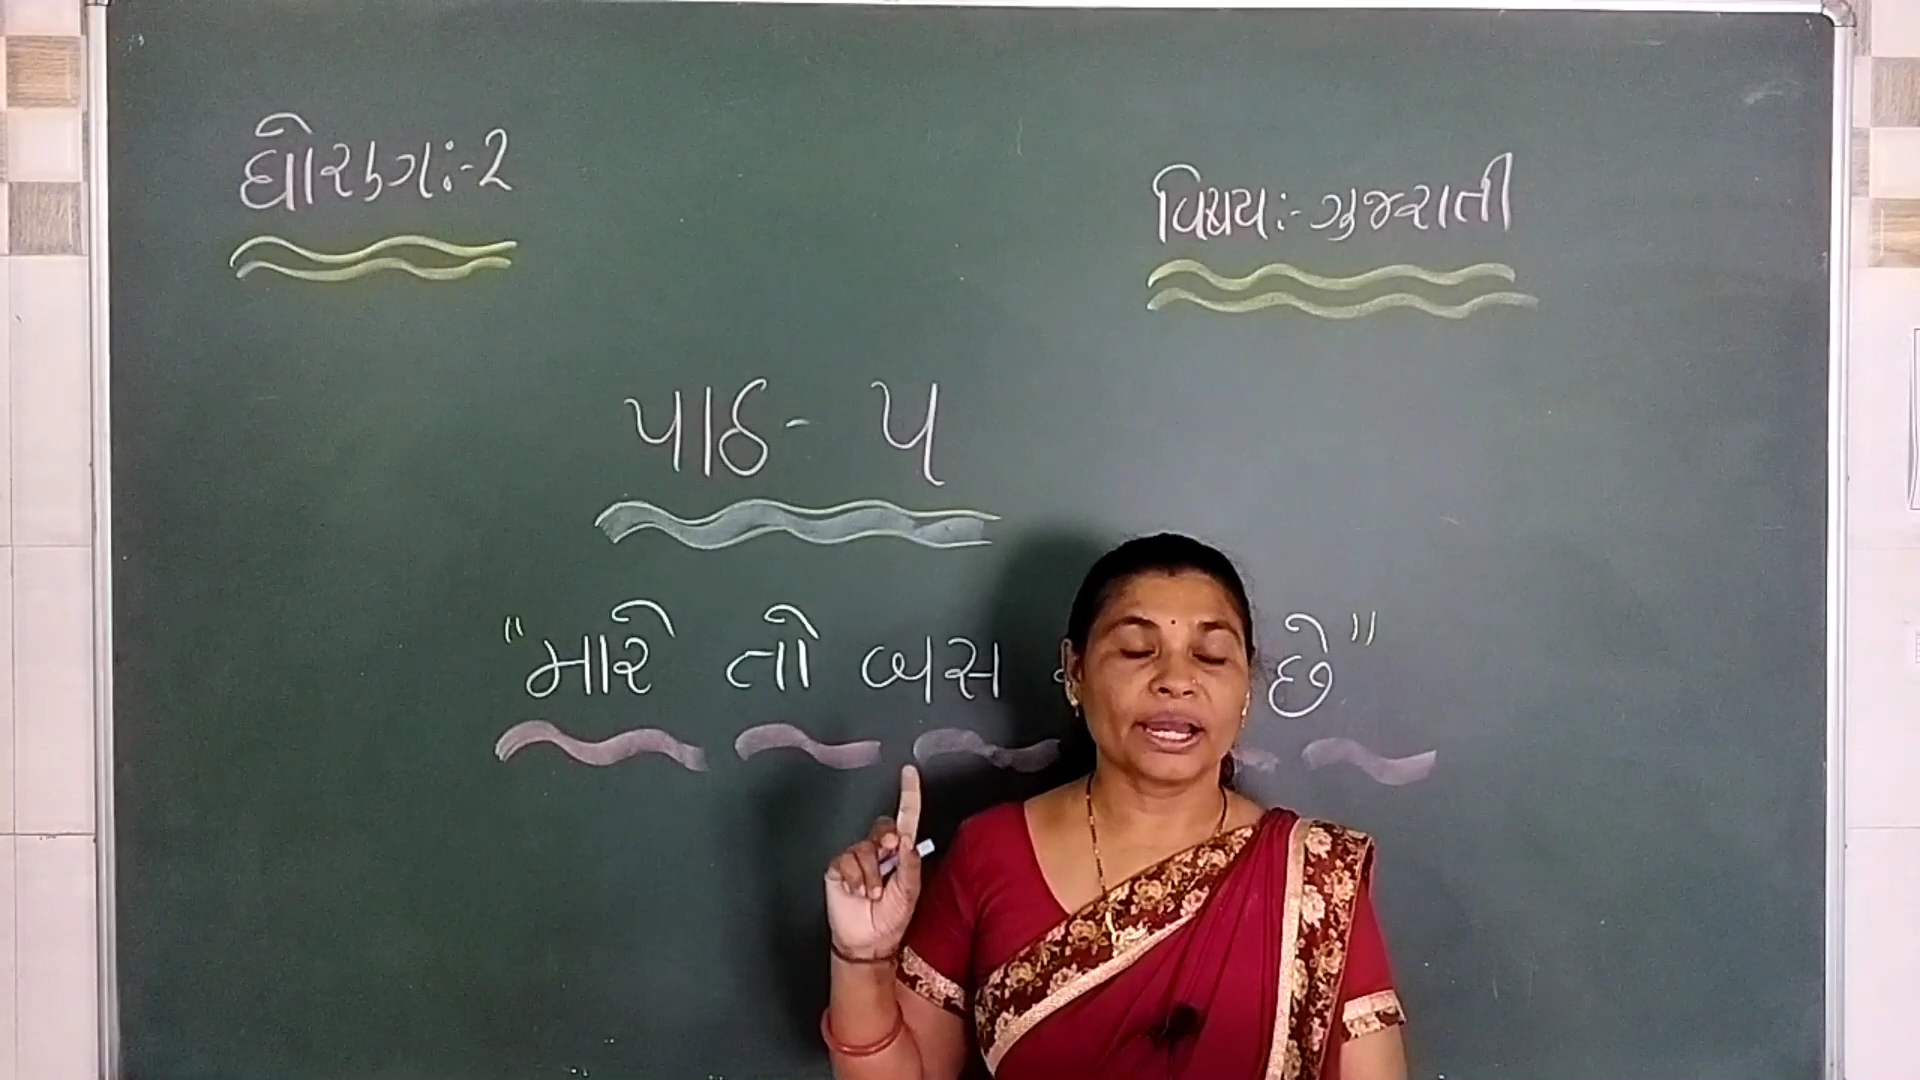 ધોરણઃ-૨
વિષયઃ- ગુજરાતી
પાઠ- ૫
"મારે તો બસ છે"